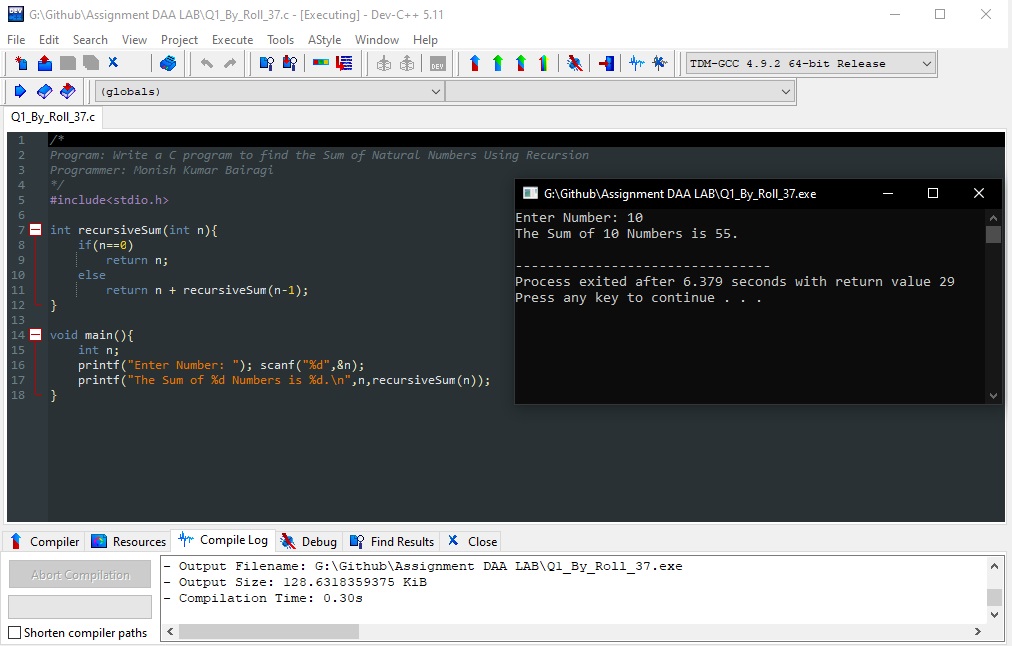 G:\Github\Assignment DAA LAB\Q1_By_Roll_37.c - [Executing] - Dev-C++ 5.11
File Edit Search View Project Execute Tools AStyle Window Help
TDM-GCC 4.9.2 64-bit Release
(globals)
Q1_By_Roll_37.c
1 /*
2 Program: Write a C program to find the Sum of Natural Numbers Using Recursion
3 Programmer: Monish Kumar Bairagi
4 */
5 #include<stdio.h>
6
7 int recursiveSum(int n){
8 if(n==0)
9 return n;
10 else
11 return n + recursiveSum(n-1);
12 }
13
14 void main(){
15 int n;
16 printf("Enter Number: "); scanf("%d",&n);
17 printf("The Sum of %d Numbers is %d.\n",n,recursiveSum(n));
18 }
G:\Github\Assignment DAA LAB\Q1_By_Roll_37.exe
Enter Number: 10
The Sum of 10 Numbers is 55.
--------------------------------
Process exited after 6.379 seconds with return value 29
Press any key to continue . . .
Compiler Resources Compile Log Debug Find Results Close
Abort Compilation
Shorten compiler paths
- Output Filename: G:\Github\Assignment DAA LAB\Q1_By_Roll_37.exe
- Output Size: 128.6318359375 KiB
- Compilation Time: 0.30s